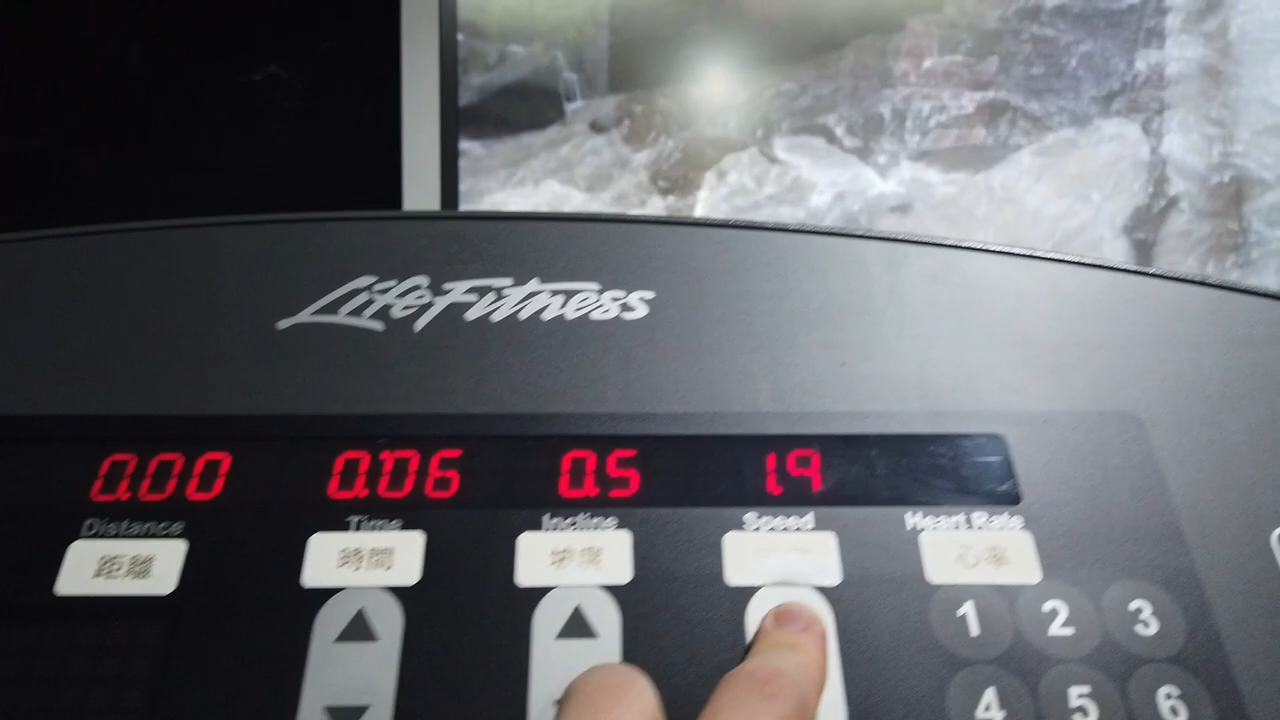 LifeFitness
0.00 0:06 0.5 1.9
Distance Time Incline Speed Heart Rate
距離 時間 心率
1 2 3
4 5 6